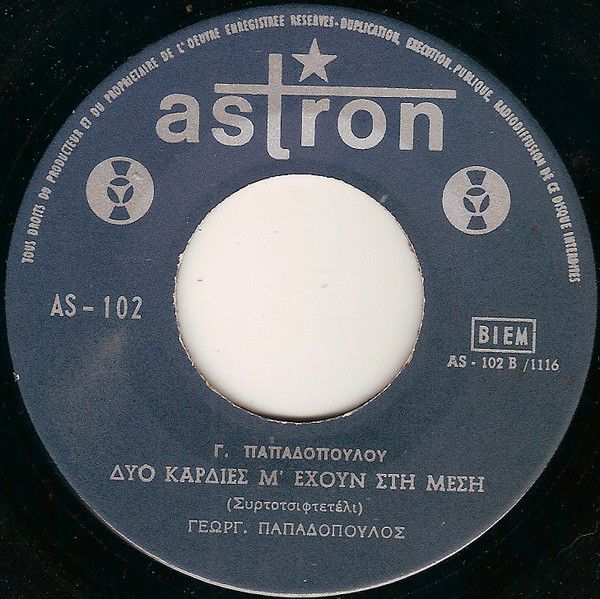 TOUS DROITS DU PRODUCTEUR ET DU PROPRIETAIRE DE L'OEUVRE ENREGISTREE RESERVES-DUPLICATION, EXECUTION, PUBLIQUE, RADIODIFFUSION DE CE DISQUE INTERDITES
astron
AS-102
BIEM
AS - 102 B /1116
Γ. ΠΑΠΑΔΟΠΟΥΛΟΥ
ΔΥΟ ΚΑΡΔΙΕΣ Μ' ΕΧΟΥΝ ΣΤΗ ΜΕΣΗ
(Συρτοτσιφτετέλι)
ΓΕΩΡΓ. ΠΑΠΑΔΟΠΟΥΛΟΣ